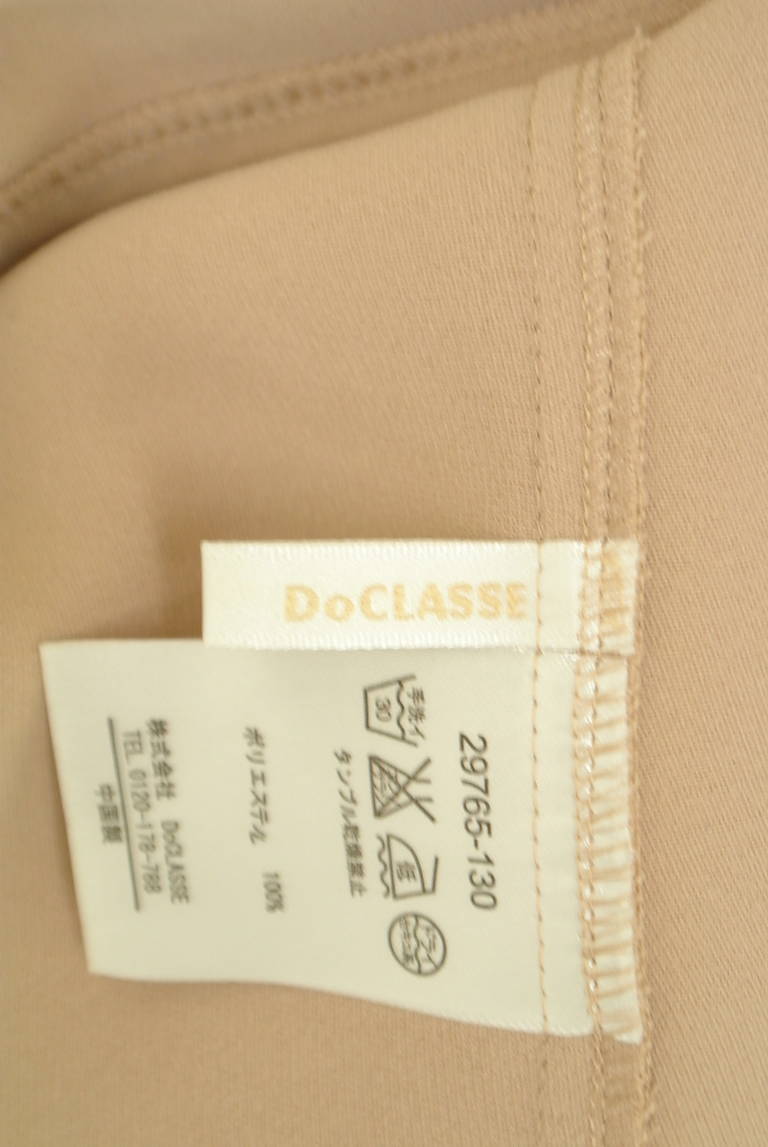 DoCLASSE
29765-130
手洗イ
30
低
ドライ
タンブル乾燥禁止
ポリエステル 100%
株式会社 DoCLASSE
TEL 0120-178-788
中国製